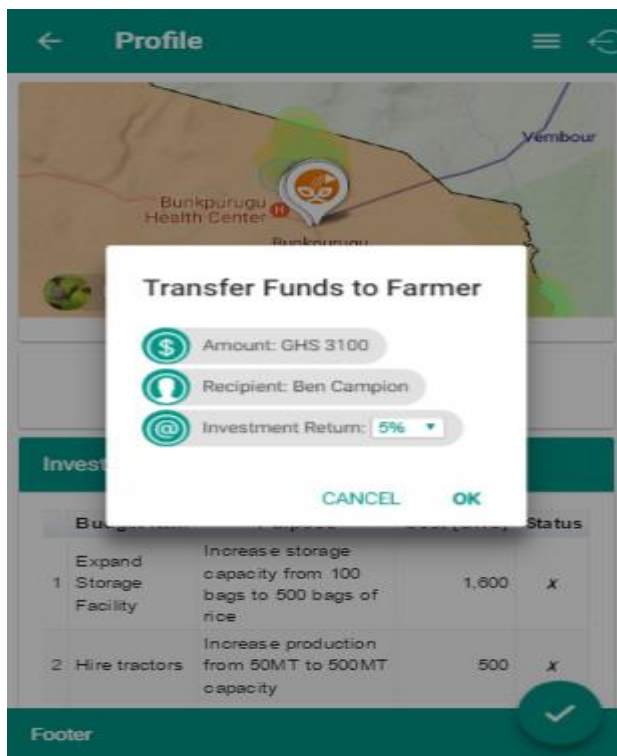 Profile
Vembour
Bunkpurugu
Health Center
H
Bunkpurugu
Transfer Funds to Farmer
$ Amount: GHS 3100
Recipient: Ben Campion
@ Investment Return: 5%
CANCEL OK
Invest
Status
Expand
Storage
Facility
Increase storage
capacity from 100
bags to 500 bags of
rice
1 1,600 x
Increase production
from 50MT to 500MT
capacity
2 Hire tractors 500 x
Footer